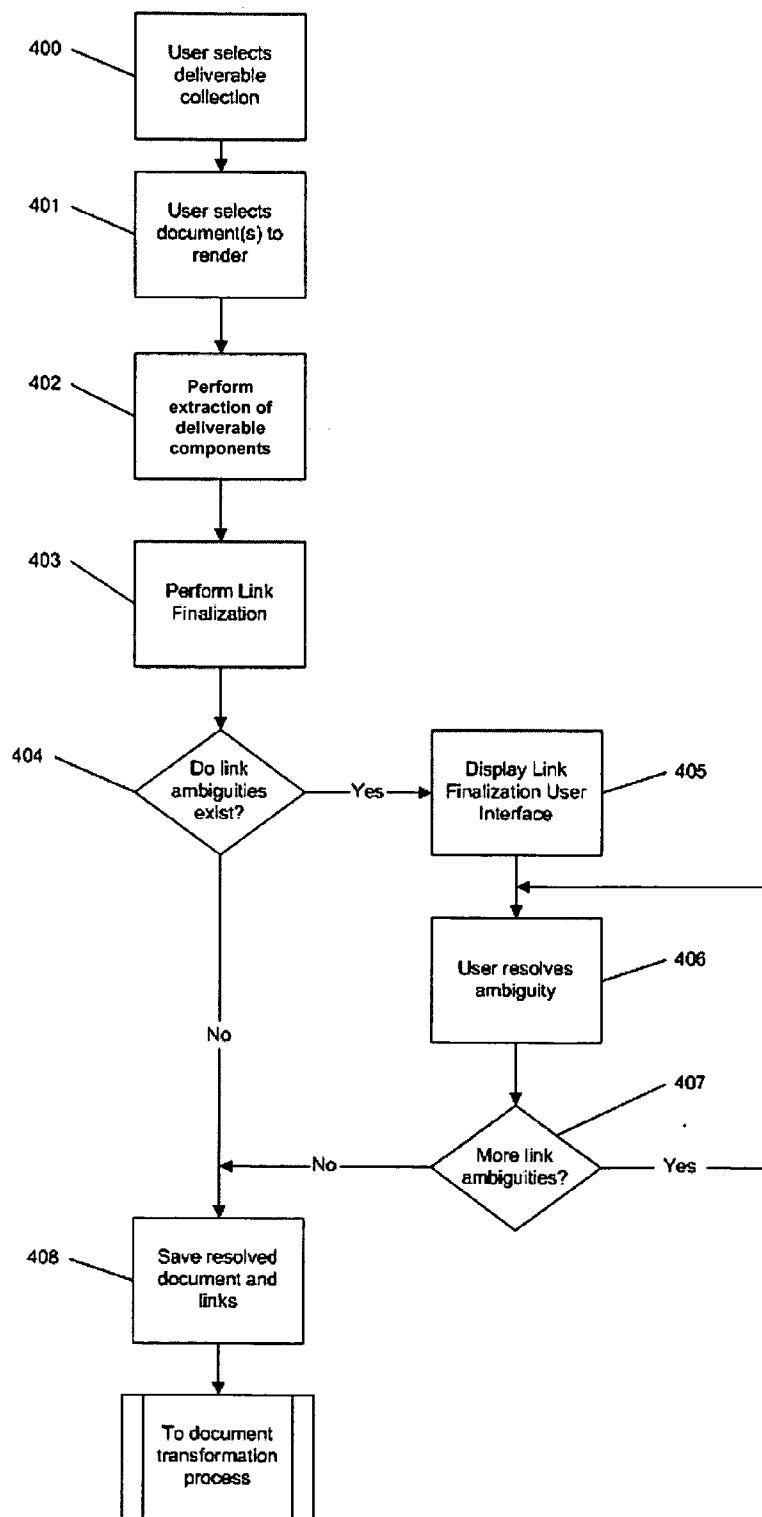 400
User selects
deliverable
collection
401
User selects
document(s) to
render
402
Perform
extraction of
deliverable
components
403
Perform Link
Finalization
404
Do link
ambiguities
exist?
Yes
Display Link
Finalization User
Interface
405
User resolves
ambiguity
406
No
407
More link
ambiguities?
No
Yes
408
Save resolved
document and
links
To document
transformation
process